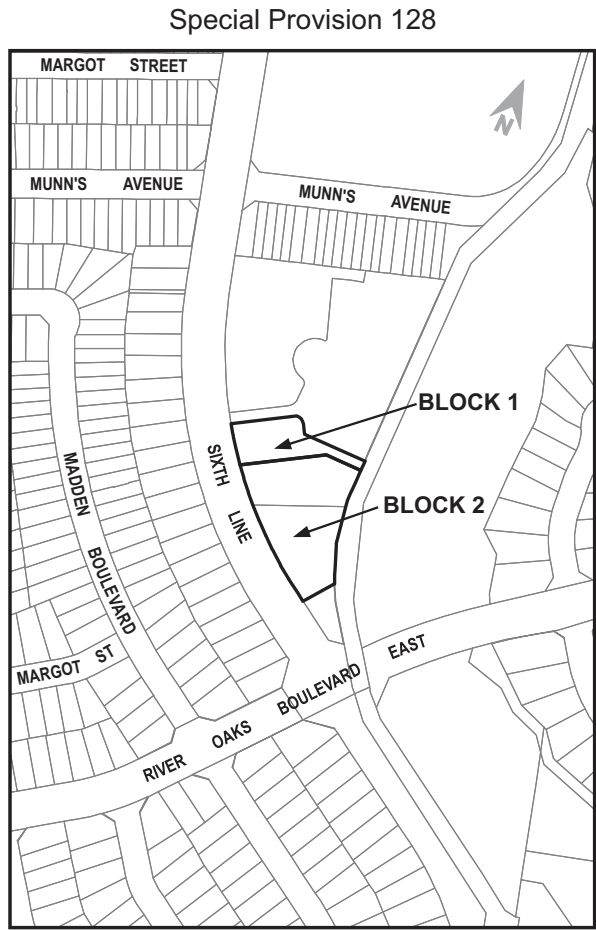 Special Provision 128
MARGOT STREET
N
MUNN'S AVENUE
MUNN'S AVENUE
BLOCK 1
SIXTH LINE
MADDEN BOULEVARD
BLOCK 2
MARGOT ST
RIVER OAKS BOULEVARD EAST